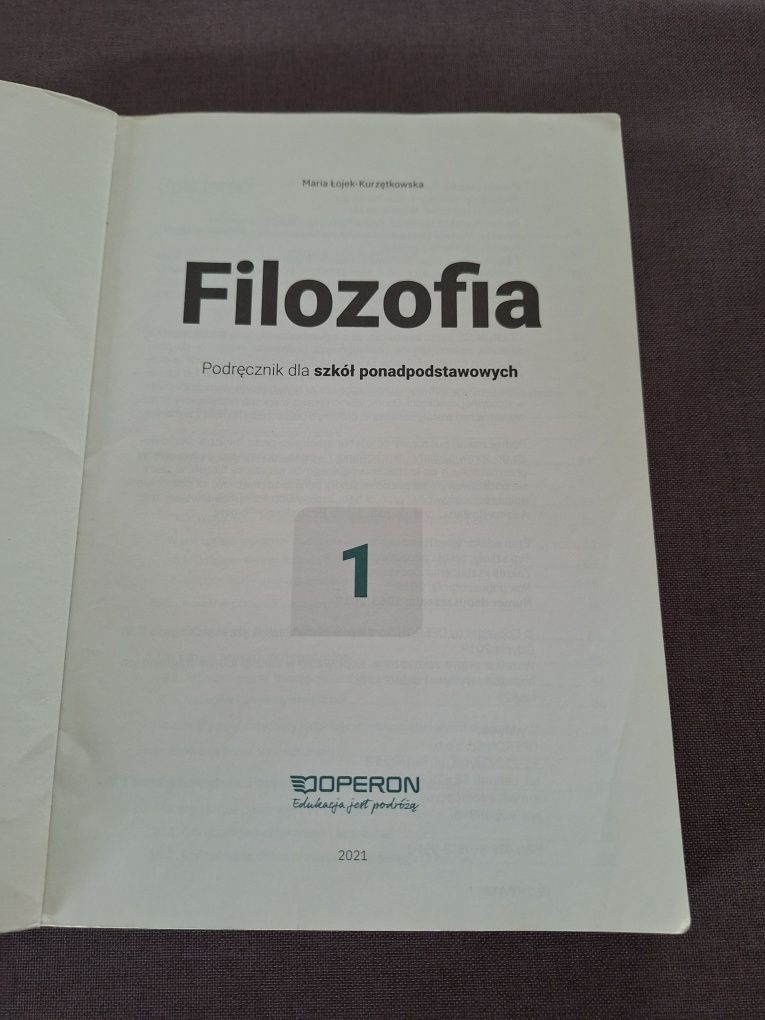 Maria Łojek-Kurzętkowska
Filozofia
Podręcznik dla szkół ponadpodstawowych
1
OPERON
Edukacja jest podróżą
2021